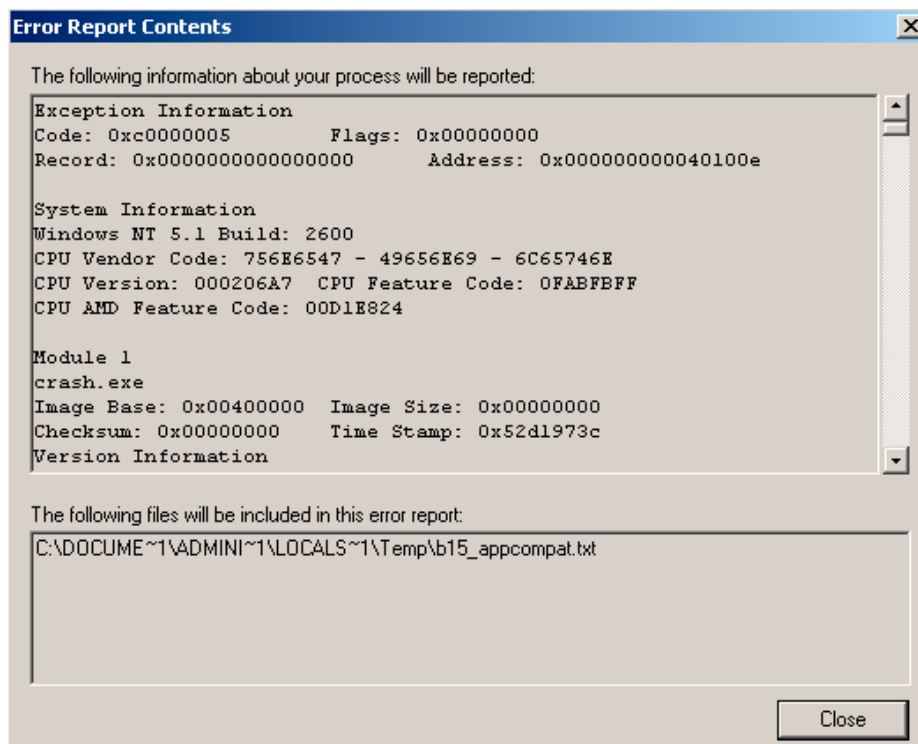 Error Report Contents
The following information about your process will be reported:
Exception Information
Code: 0xc0000005 Flags: 0x00000000
Record: 0x0000000000000000 Address: 0x000000000040100e
System Information
Windows NT 5.1 Build: 2600
CPU Vendor Code: 756E6547 - 49656E69 - 6C65746E
CPU Version: 000206A7 CPU Feature Code: 0FABFBFF
CPU AMD Feature Code: 00D1E824
Module 1
crash.exe
Image Base: 0x00400000 Image Size: 0x00000000
Checksum: 0x00000000 Time Stamp: 0x52d1973c
Version Information
The following files will be included in this error report:
C:\DOCUME~1\ADMINI~1\LOCALS~1\Temp\b15_appcompat.txt
Close